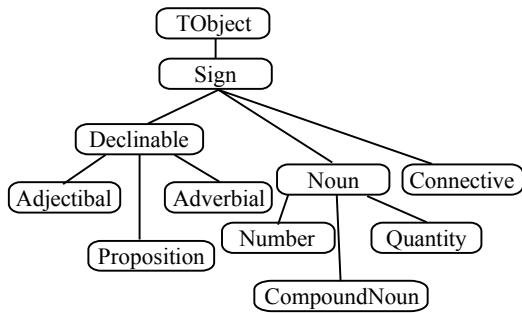 TObject
Sign
Declinable
Noun
Connective
Adjectibal
Adverbial
Proposition
Number
Quantity
CompoundNoun